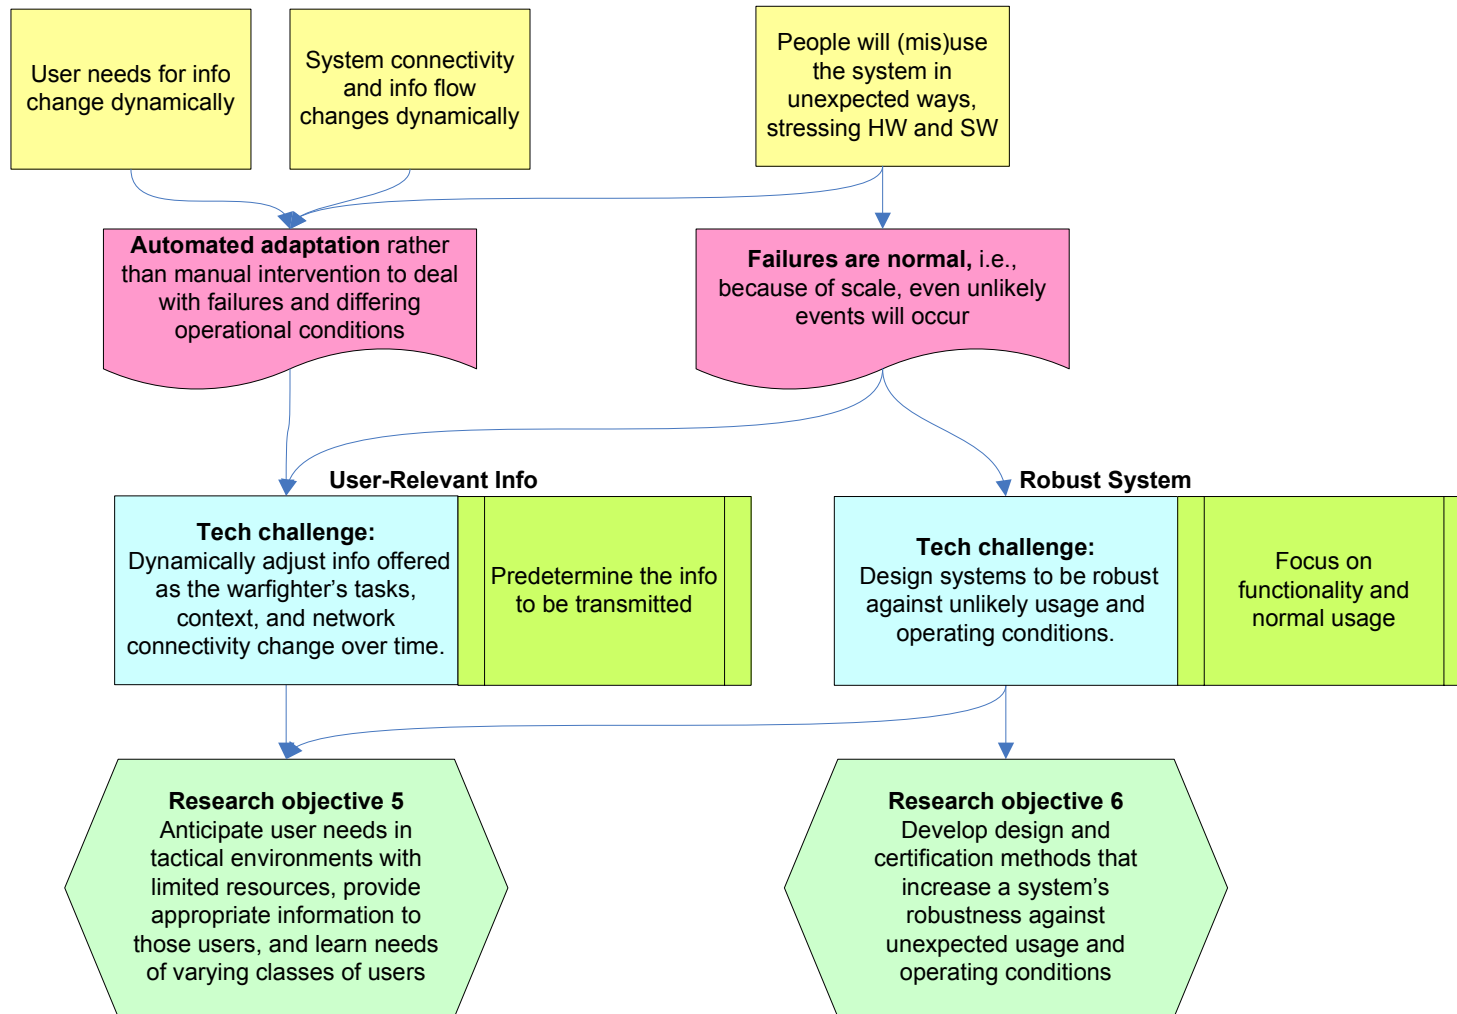 User needs for info
change dynamically
System connectivity
and info flow
changes dynamically
People will (mis)use
the system in
unexpected ways,
stressing HW and SW
Automated adaptation rather
than manual intervention to deal
with failures and differing
operational conditions
Failures are normal, i.e.,
because of scale, even unlikely
events will occur
User-Relevant Info
Tech challenge:
Dynamically adjust info offered
as the warfighter's tasks,
context, and network
connectivity change over time.
Predetermine the info
to be transmitted
Robust System
Tech challenge:
Design systems to be robust
against unlikely usage and
operating conditions.
Focus on
functionality and
normal usage
Research objective 5
Anticipate user needs in
tactical environments with
limited resources, provide
appropriate information to
those users, and learn needs
of varying classes of users
Research objective 6
Develop design and
certification methods that
increase a system's
robustness against
unexpected usage and
operating conditions